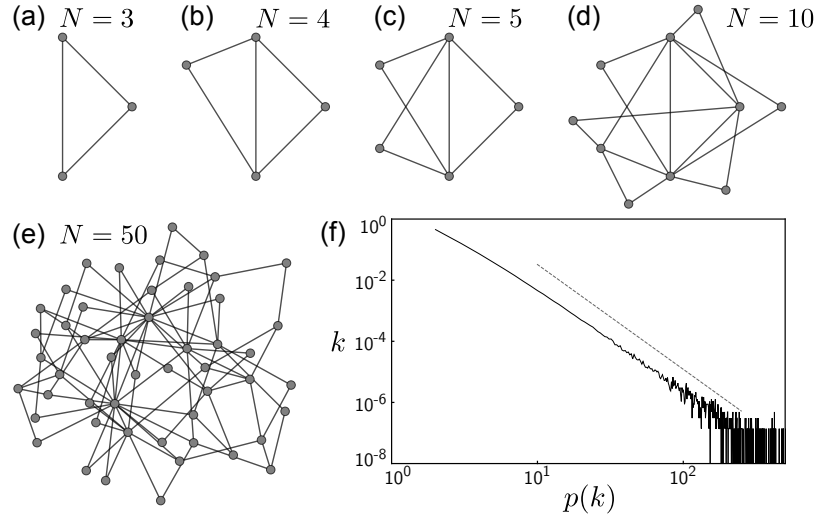 (a) N = 3
(b) N = 4
(c) N = 5
(d) N = 10
(e) N = 50
(f)
10^0
10^-2
10^-4
10^-6
10^-8
k
10^0 10^1 10^2
p(k)